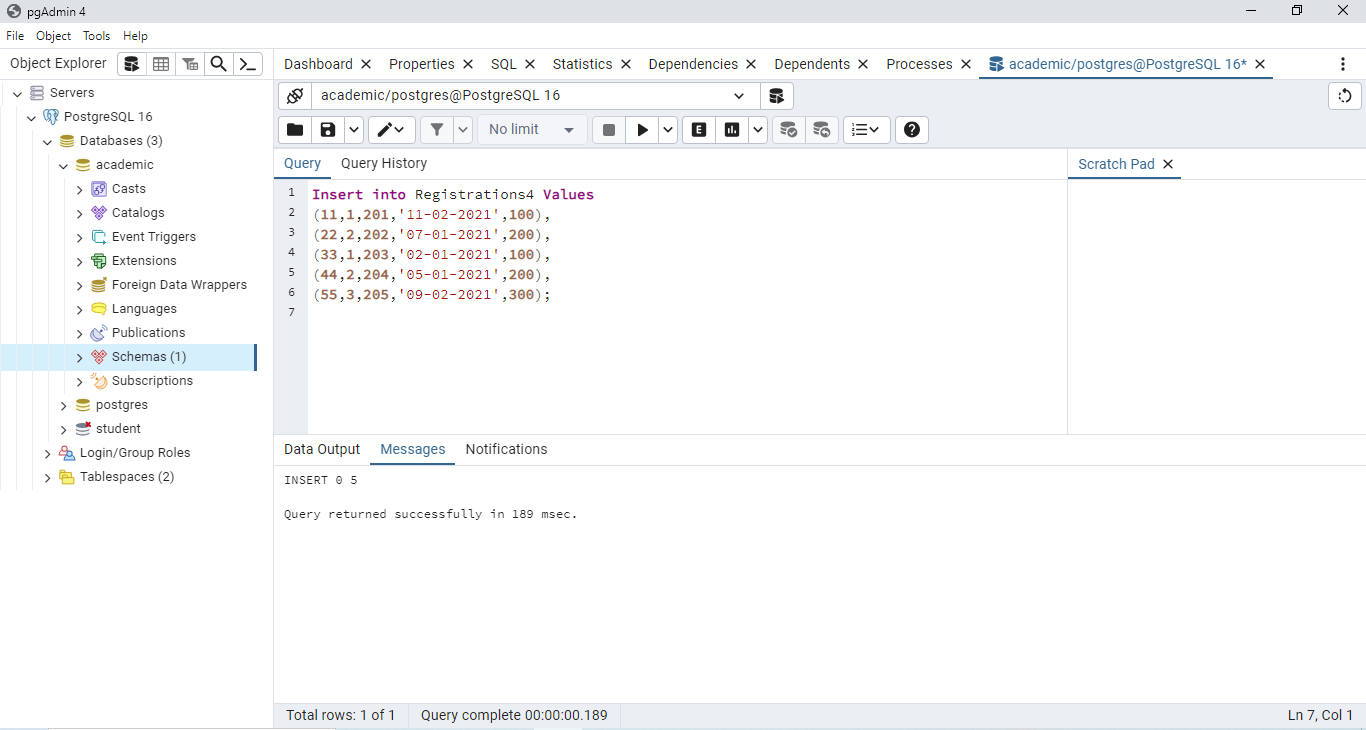 pgAdmin 4
File Object Tools Help
Object Explorer
Servers
PostgreSQL 16
Databases (3)
academic
Casts
Catalogs
Event Triggers
Extensions
Foreign Data Wrappers
Languages
Publications
Schemas (1)
Subscriptions
postgres
student
Login/Group Roles
Tablespaces (2)
Dashboard Properties SQL Statistics Dependencies Dependents Processes academic/postgres@PostgreSQL 16*
academic/postgres@PostgreSQL 16
No limit E
Query Query History
Scratch Pad
1 Insert into Registrations4 Values
2 (11,1,201,'11-02-2021',100),
3 (22,2,202,'07-01-2021',200),
4 (33,1,203,'02-01-2021',100),
5 (44,2,204,'05-01-2021',200),
6 (55,3,205,'09-02-2021',300);
7
Data Output Messages Notifications
INSERT 0 5
Query returned successfully in 189 msec.
Total rows: 1 of 1 Query complete 00:00:00.189 Ln 7, Col 1